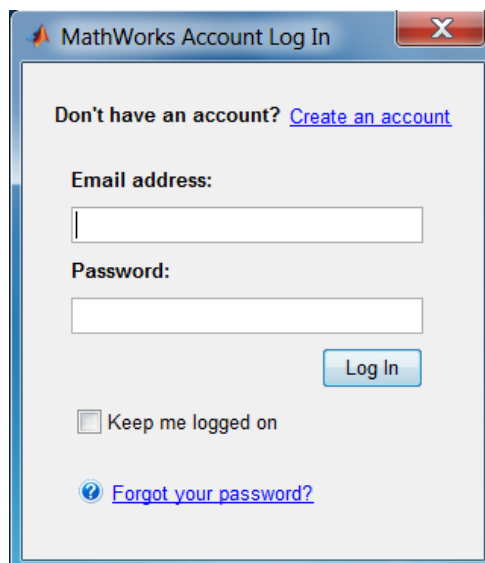 MathWorks Account Log In
Don't have an account? Create an account
Email address:
Password:
Log In
Keep me logged on
Forgot your password?